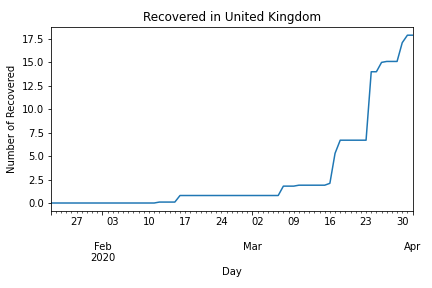 Recovered in United Kingdom
Number of Recovered
17.5
15.0
12.5
10.0
7.5
5.0
2.5
0.0
27 03 10 17 24 02 09 16 23 30
Feb Mar Apr
2020
Day